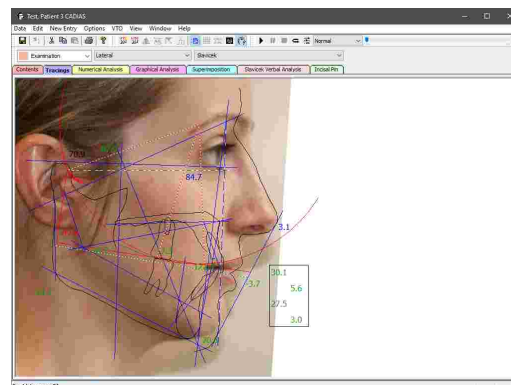 Test, Patient 3 CADIAS
Data Edit New Entry Options VTO View Window Help
Normal
Examination Lateral Slavicek
Contents Tracings Numerical Analysis Graphical Analysis Superimposition Slavicek Verbal Analysis Incisal Pin
84.7
3.1
-3.7
30.1
5.6
27.5
3.0